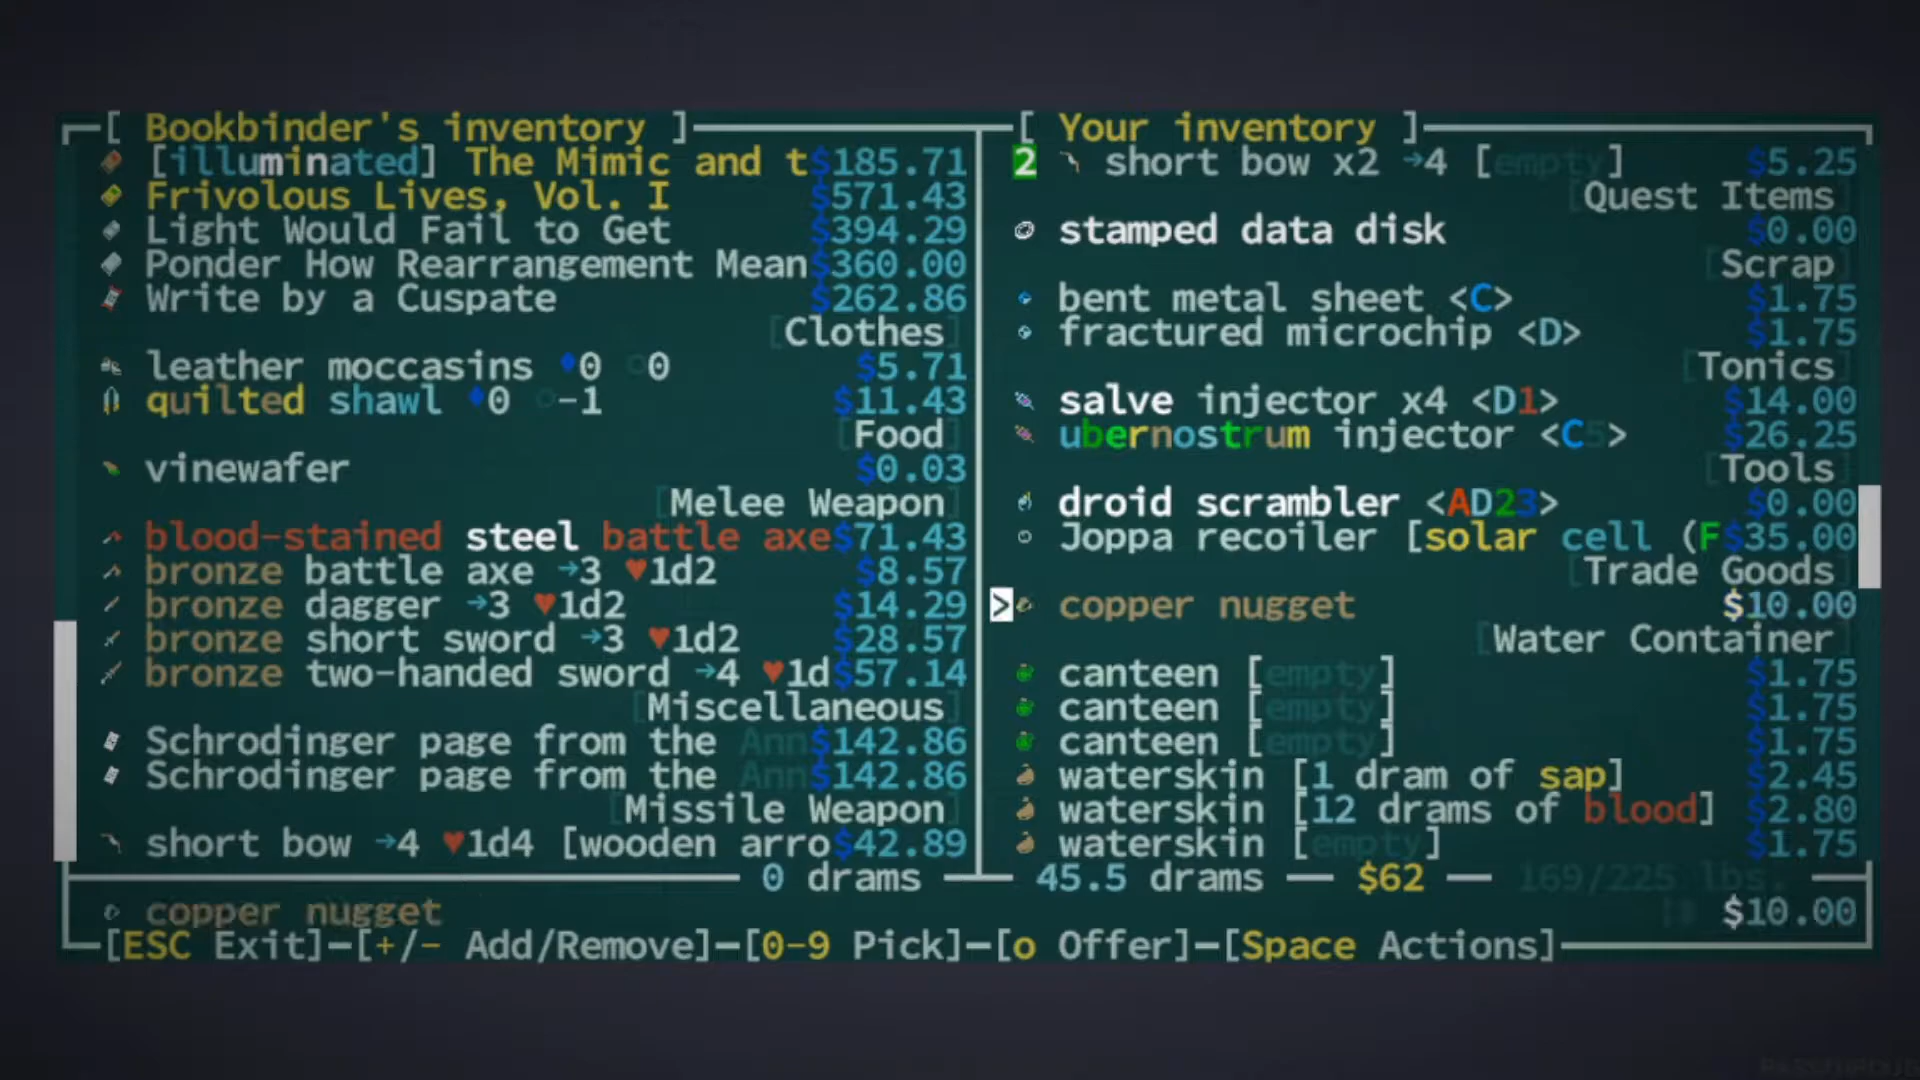 [ Bookbinder's inventory ]
[illuminated] The Mimic and t$185.71
Frivolous Lives, Vol. I $571.43
Light Would Fail to Get $394.29
Ponder How Rearrangement Mean$360.00
Write by a Cuspate $262.86
[Clothes]
leather moccasins ♦0 ○0 $5.71
quilted shawl ♦0 ○-1 $11.43
[Food]
vinewafer $0.03
[Melee Weapon]
blood-stained steel battle axe$71.43
bronze battle axe →3 ♥1d2 $8.57
bronze dagger →3 ♥1d2 $14.29
bronze short sword →3 ♥1d2 $28.57
bronze two-handed sword →4 ♥1d$57.14
[Miscellaneous]
Schrodinger page from the Ann$142.86
Schrodinger page from the Ann$142.86
[Missile Weapon]
short bow →4 ♥1d4 [wooden arro$42.89
0 drams
[ Your inventory ]
2 short bow x2 →4 [empty] $5.25
[Quest Items]
stamped data disk $0.00
[Scrap]
bent metal sheet <C> $1.75
fractured microchip <D> $1.75
[Tonics]
salve injector x4 <D1> $14.00
ubernostrum injector <C5> $26.25
[Tools]
droid scrambler <AD23> $0.00
Joppa recoiler [solar cell (F$35.00
[Trade Goods]
> copper nugget $10.00
[Water Container]
canteen [empty] $1.75
canteen [empty] $1.75
canteen [empty] $1.75
waterskin [1 dram of sap] $2.45
waterskin [12 drams of blood] $2.80
waterskin [empty] $1.75
45.5 drams — $62 — 169/225 lbs.
copper nugget $10.00
[ESC Exit]-[+/- Add/Remove]-[0-9 Pick]-[o Offer]-[Space Actions]